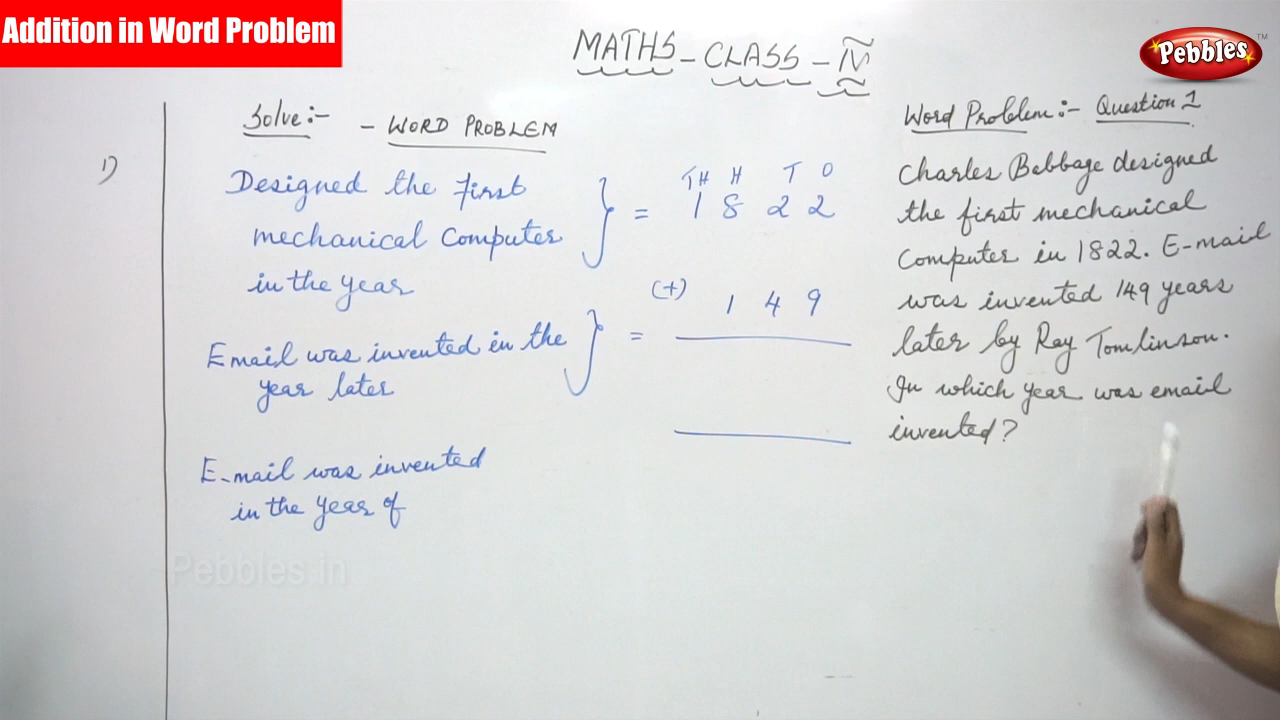 Addition in Word Problem
MATHS - CLASS - IV
Pebbles TM
Solve:- - WORD PROBLEM
1)
Designed the first
mechanical Computer
in the year
} = 
TH H T O
1 8 2 2
Email was invented in the
year later
} =
(+) 1 4 9
E-mail was invented
in the year of
Word Problem:- Question 1
Charles Babbage designed
the first mechanical
Computer in 1822. E-mail
was invented 149 years
later by Ray Tomlinson.
In which year was email
invented?
Pebbles.in